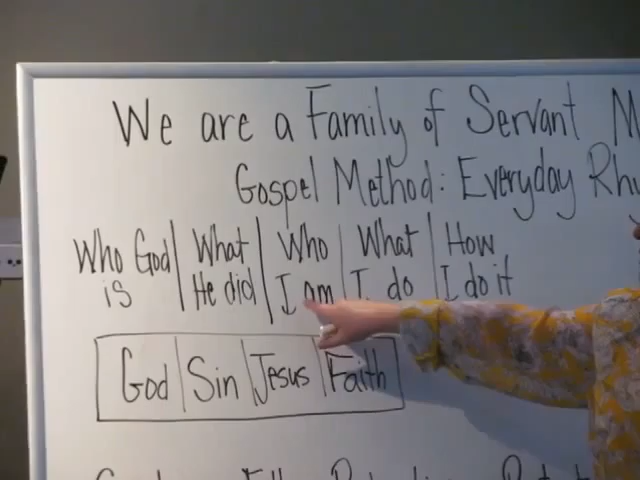 We are a Family of Servant
Gospel Method: Everyday
Who God is | What He did | Who I am | What I do | How I do it
God | Sin | Jesus | Faith